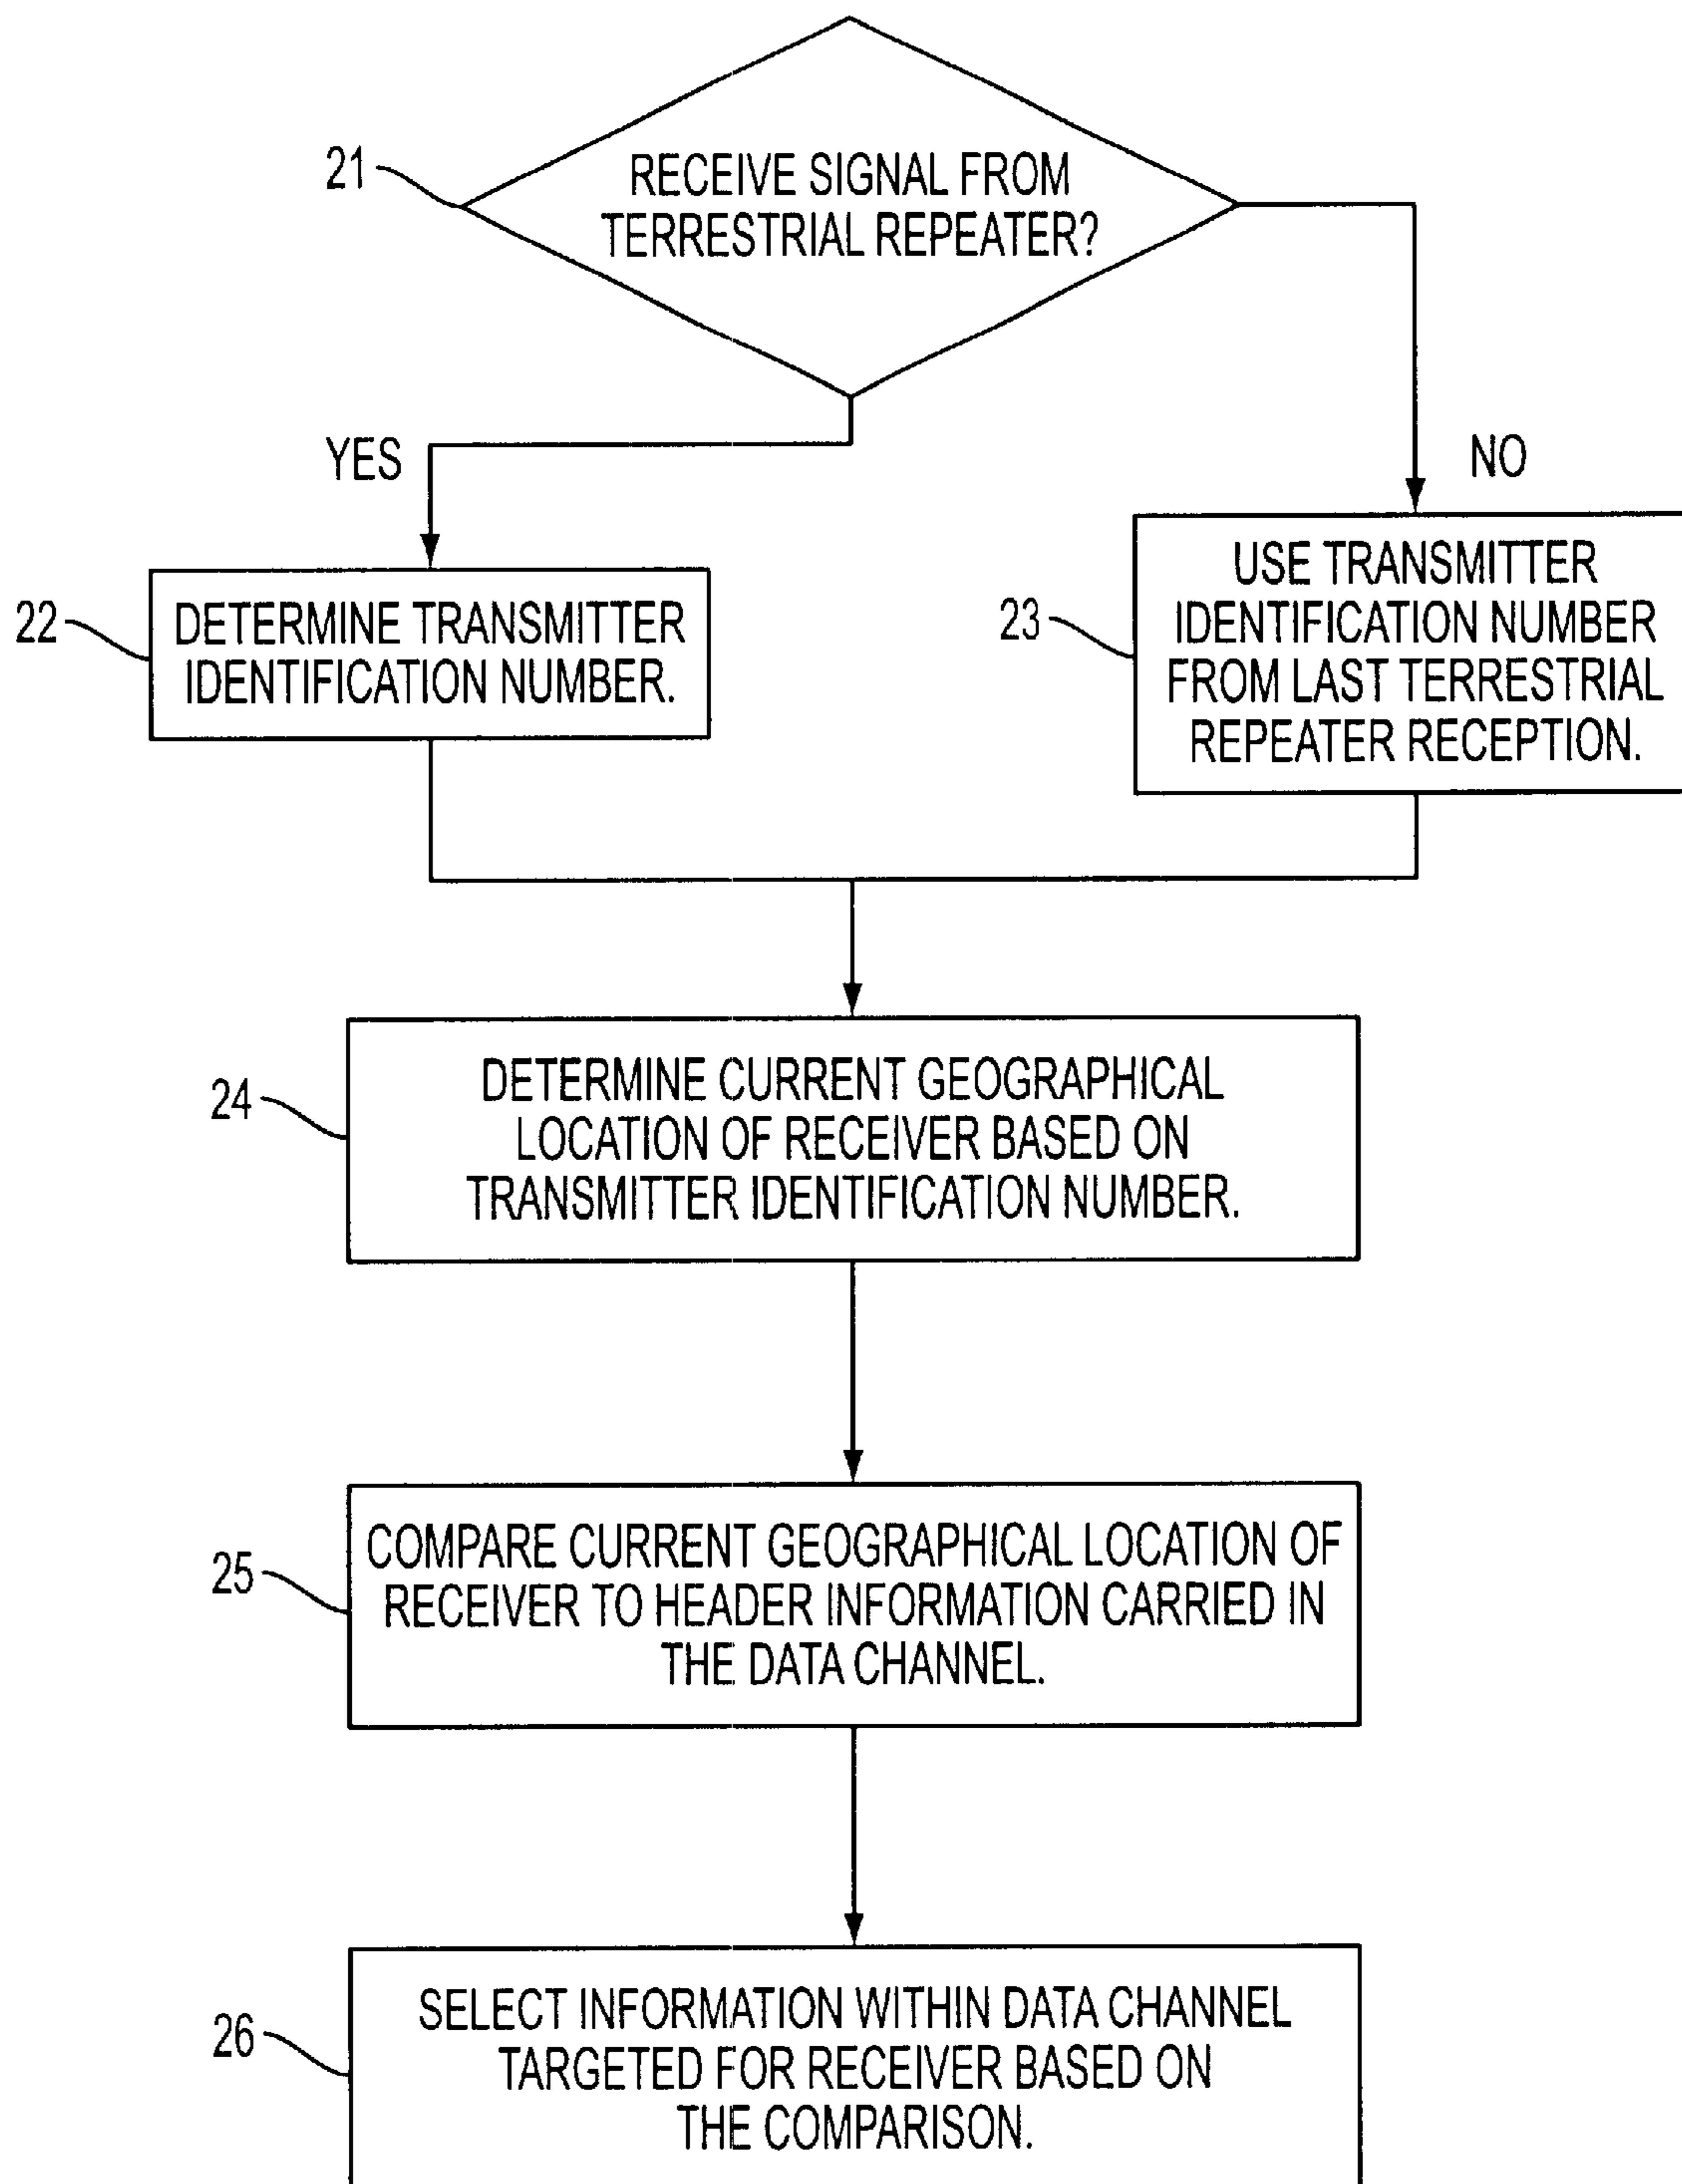 21
RECEIVE SIGNAL FROM
TERRESTRIAL REPEATER?
YES
NO
22
DETERMINE TRANSMITTER
IDENTIFICATION NUMBER.
23
USE TRANSMITTER
IDENTIFICATION NUMBER
FROM LAST TERRESTRIAL
REPEATER RECEPTION.
24
DETERMINE CURRENT GEOGRAPHICAL
LOCATION OF RECEIVER BASED ON
TRANSMITTER IDENTIFICATION NUMBER.
25
COMPARE CURRENT GEOGRAPHICAL LOCATION OF
RECEIVER TO HEADER INFORMATION CARRIED IN
THE DATA CHANNEL.
26
SELECT INFORMATION WITHIN DATA CHANNEL
TARGETED FOR RECEIVER BASED ON
THE COMPARISON.